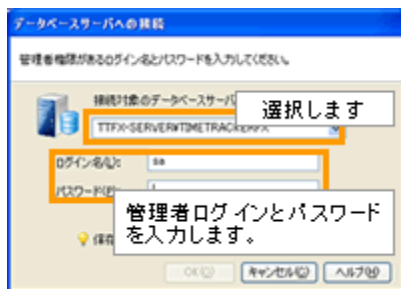 データベースサーバへの接続
管理者権限があるログイン名とパスワードを入力してください。
接続対象のデータベースサーバ
選択します
TTFX-SERVER¥TIMETRACKERFX
ログイン名(L):
sa
パスワード(P):
管理者ログインとパスワード
を入力します。
保存
OK(O)
キャンセル(C)
ヘルプ(H)